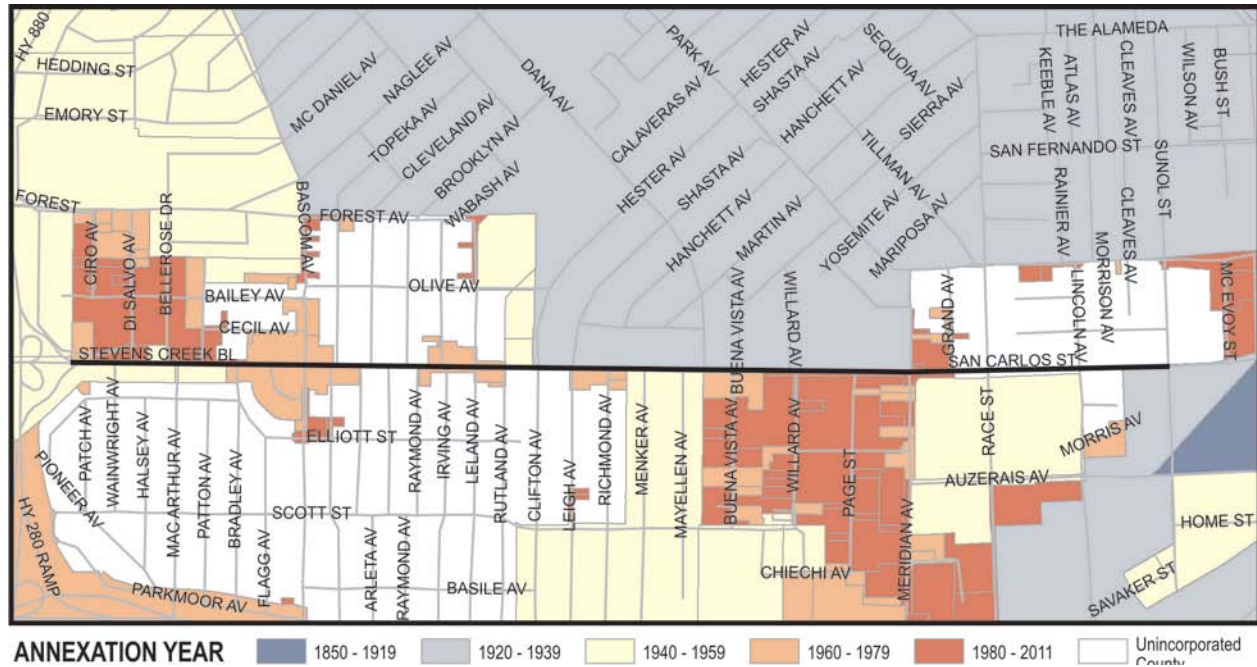 HY 880
HEDDING ST
EMORY ST
MC DANIEL AV
NAGLEE AV
TOPEKA AV
CLEVELAND AV
BROOKLYN AV
WABASH AV
DANA AV
PARK AV
CALAVERAS AV
HESTER AV
SHASTA AV
HANCHETT AV
SEQUOIA AV
SIERRA AV
TILLMAN AV
HESTER AV
SHASTA AV
HANCHETT AV
MARTIN AV
YOSEMITE AV
MARIPOSA AV
THE ALAMEDA
KEEBLE AV
ATLAS AV
CLEAVES AV
WILSON AV
BUSH ST
SAN FERNANDO ST
SUNOL ST
RAINIER AV
CLEAVES AV
MORRISON AV
LINCOLN AV
MC EVOY ST
GRAND AV
SAN CARLOS ST
FOREST
CIRO AV
DI SALVO AV
BELLEROSE DR
BASCOM AV
FOREST AV
BAILEY AV
OLIVE AV
CECIL AV
STEVENS CREEK BL
BUENA VISTA AV
WILLARD AV
PATCH AV
WAINWRIGHT AV
HALSEY AV
MAC ARTHUR AV
PATTON AV
BRADLEY AV
FLAGG AV
PIONEER AV
HY 280 RAMP
PARKMOOR AV
ELLIOTT ST
SCOTT ST
ARLETA AV
RAYMOND AV
RAYMOND AV
IRVING AV
LELAND AV
RUTLAND AV
CLIFTON AV
LEIGH AV
RICHMOND AV
BASILE AV
MENKER AV
MAYELLEN AV
BUENA VISTA AV
WILLARD AV
PAGE ST
MERIDIAN AV
CHIECHI AV
RACE ST
AUZERAIS AV
MORRIS AV
HOME ST
SAVAKER ST
ANNEXATION YEAR 1850 - 1919 1920 - 1939 1940 - 1959 1960 - 1979 1980 - 2011 Unincorporated
County